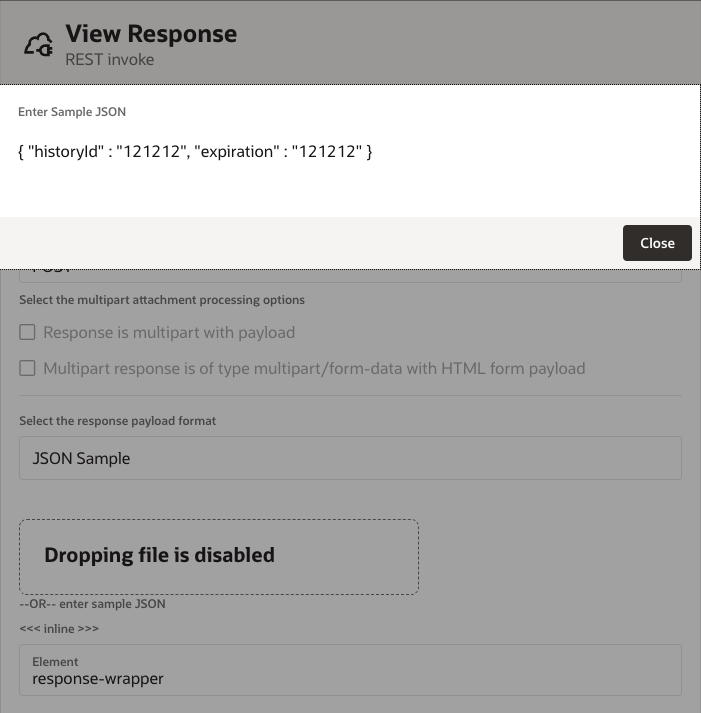 View Response
REST invoke
Enter Sample JSON
{ "historyId" : "121212", "expiration" : "121212" }
Close
Select the multipart attachment processing options
Response is multipart with payload
Multipart response is of type multipart/form-data with HTML form payload
Select the response payload format
JSON Sample
Dropping file is disabled
--OR-- enter sample JSON
<<< inline >>>
Element
response-wrapper